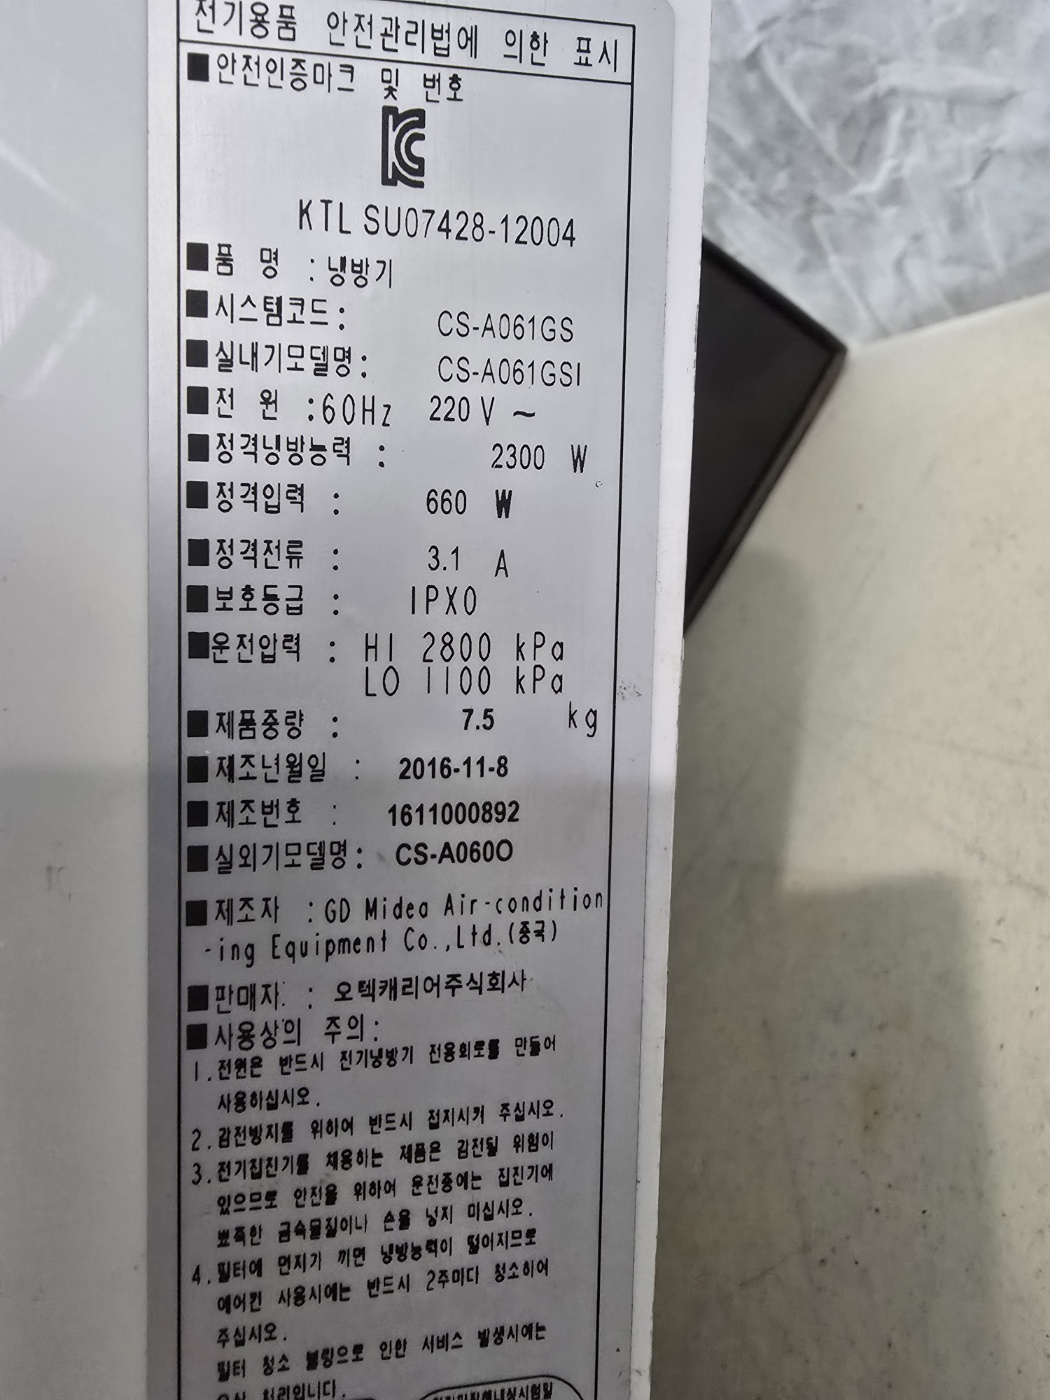 전기용품 안전관리법에 의한 표시
■안전인증마크 및 번호
KTL SU07428-12004
■품 명 : 냉방기
■시스템코드: CS-A061GS
■실내기모델명: CS-A061GSI
■전 원 :60Hz 220 V ~
■정격냉방능력 : 2300 W
■정격입력 : 660 W
■정격전류 : 3.1 A
■보호등급 : IPX0
■운전압력 : HI 2800 kPa
LO 1100 kPa
■제품중량 : 7.5 kg
■제조년월일 : 2016-11-8
■제조번호 : 1611000892
■실외기모델명: CS-A060O
■제조자 :GD Midea Air-condition
-ing Equipment Co.,Ltd.(중국)
■판매자. : 오텍캐리어주식회사
■사용상의 주의:
1.전원은 반드시 전기냉방기 전용회로를 만들어
사용하십시오.
2.감전방지를 위하여 반드시 접지시켜 주십시오.
3.전기집진기를 채용하는 제품은 감전될 위험이
있으므로 안전을 위하여 운전중에는 집진기에
뾰족한 금속물질이나 손을 넣지 마십시오.
4.필터에 먼지가 끼면 냉방능력이 떨어지므로
에어컨 사용시에는 반드시 2주마다 청소하여
주십시오.
필터 청소 불량으로 인한 서비스 발생시에는
유상 처리입니다.